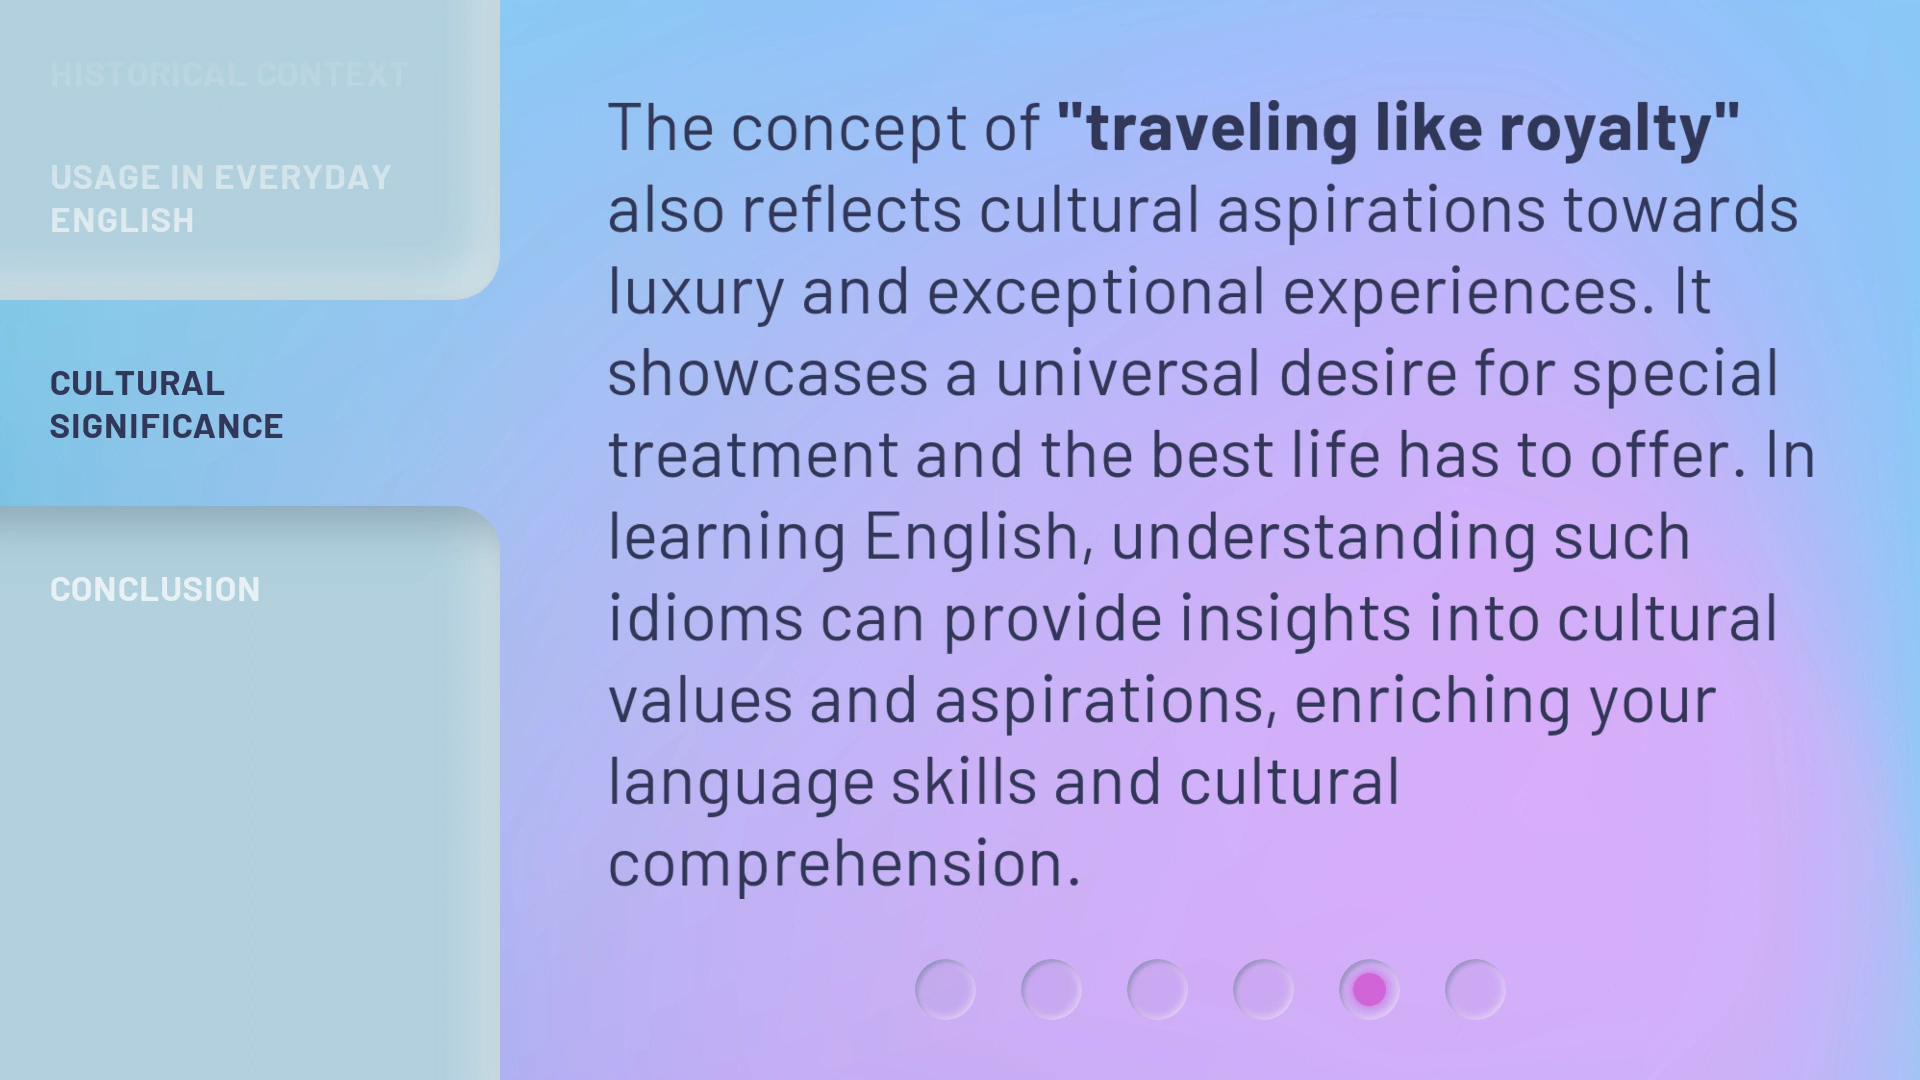 HISTORICAL CONTEXT
USAGE IN EVERYDAY
ENGLISH
CULTURAL
SIGNIFICANCE
CONCLUSION
The concept of "traveling like royalty"
also reflects cultural aspirations towards
luxury and exceptional experiences. It
showcases a universal desire for special
treatment and the best life has to offer. In
learning English, understanding such
idioms can provide insights into cultural
values and aspirations, enriching your
language skills and cultural
comprehension.